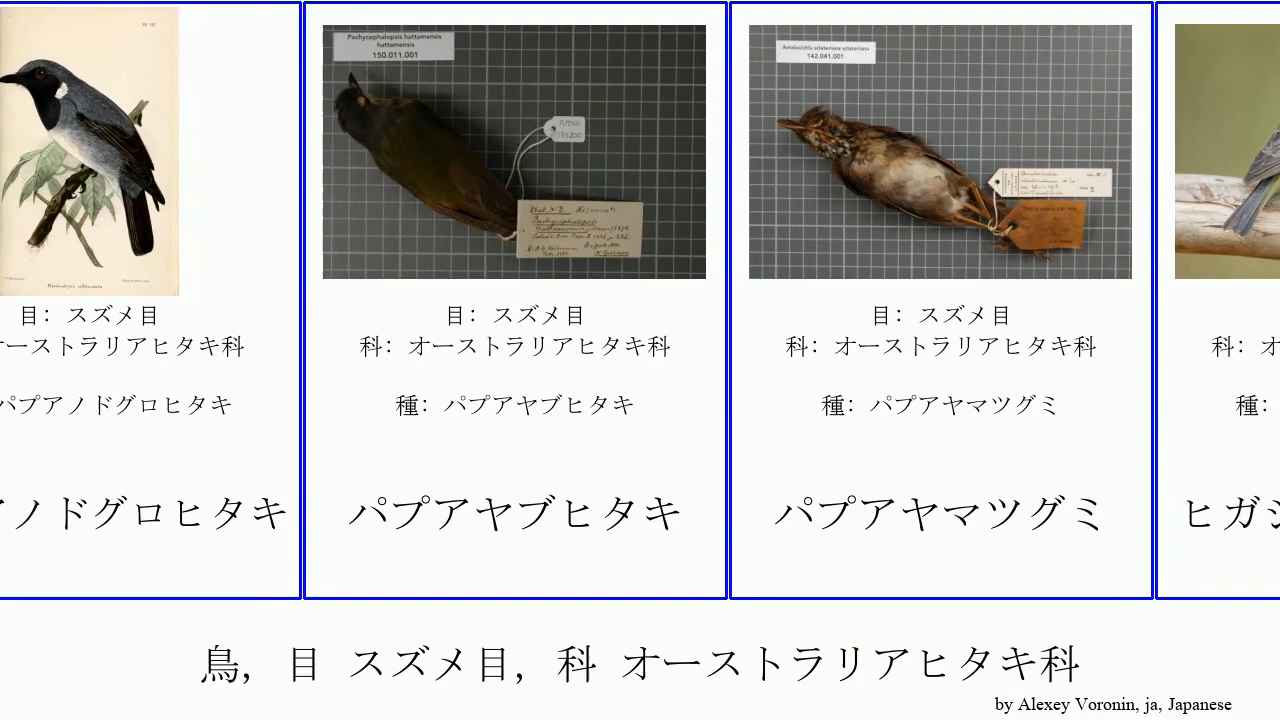 Pachycephalopsis hattamensis
hattamensis
150.011.001
Amalocichla sclateriana sclateriana
142.041.001
目: スズメ目
オーストラリアヒタキ科
パプアノドグロヒタキ
アノドグロヒタキ
目: スズメ目
科: オーストラリアヒタキ科
種: パプアヤブヒタキ
パプアヤブヒタキ
目: スズメ目
科: オーストラリアヒタキ科
種: パプアヤマツグミ
パプアヤマツグミ
科: オ
種:
ヒガシ
鳥, 目 スズメ目, 科 オーストラリアヒタキ科
by Alexey Voronin, ja, Japanese